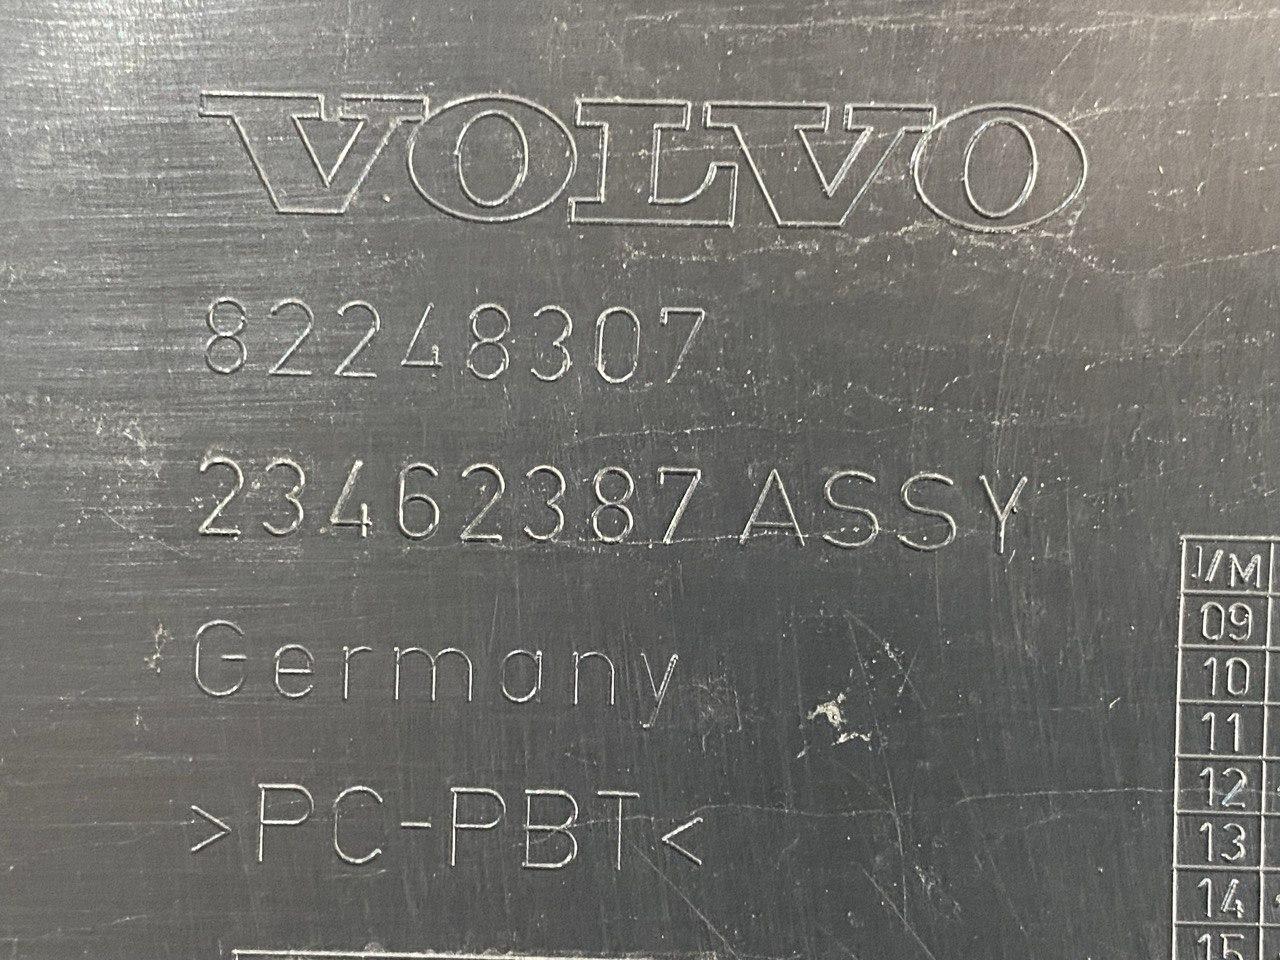 VOLVO
82248307
23462387 ASSY
Germany
>PC-PBT<
J/M
09
10
11
12
13
14
15